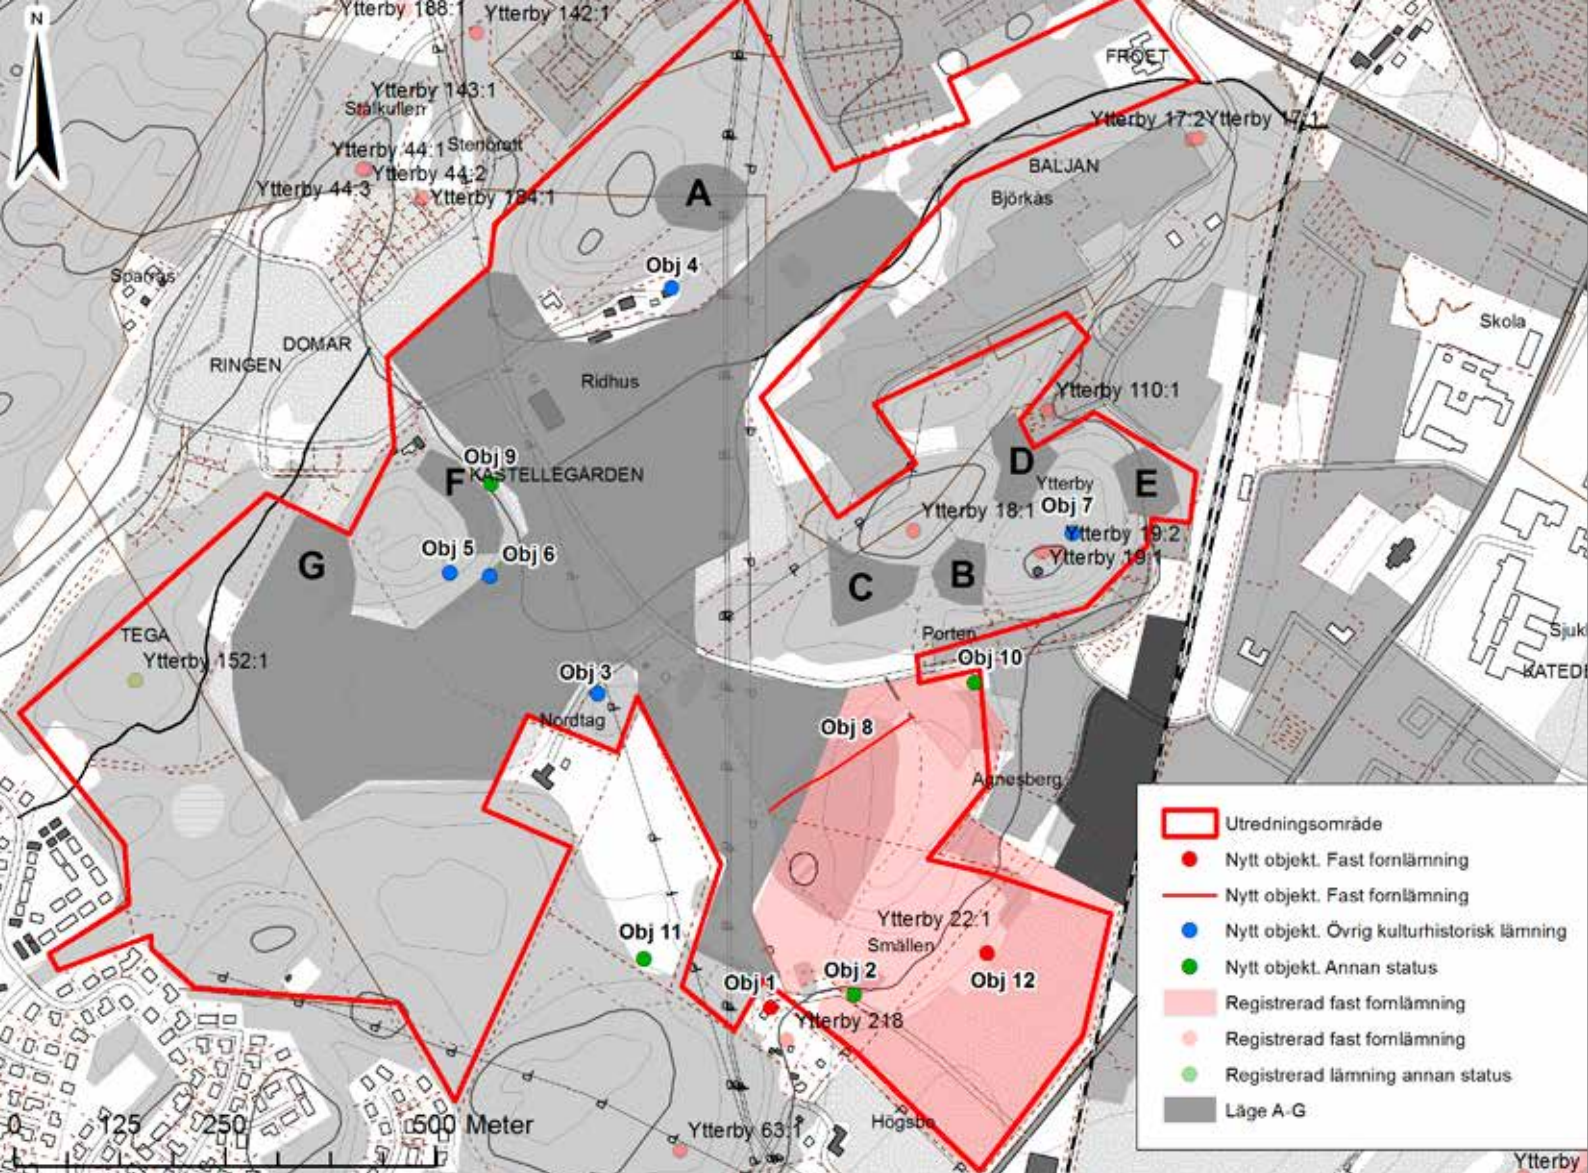 N
Ytterby 188:1
Ytterby 142:1
FROET
Ytterby 143:1
Stålkullen
Ytterby 17:2
Ytterby 17:1
Ytterby 44:1
Stenörätt
Ytterby 44:2
BALJAN
Ytterby 44:3
Ytterby 184:1
A
Björkås
Obj 4
Sparrås
Skola
DOMAR
RINGEN
Ridhus
Ytterby 110:1
Obj 9
D
KASTELLEGÅRDEN
F
Ytterby
E
Obj 7
Ytterby 18:1
Ytterby 19:2
Obj 5
Obj 6
Ytterby 19:1
G
C
B
TEGA
Porten
Sjuk
Ytterby 152:1
Obj 10
KATEDE
Obj 3
Nordtag
Obj 8
Agnesberg
Utredningsområde
Nytt objekt. Fast fornlämning
Nytt objekt. Fast fornlämning
Ytterby 22:1
Nytt objekt. Övrig kulturhistorisk lämning
Obj 11
Smällen
Nytt objekt. Annan status
Obj 1
Obj 2
Obj 12
Registrerad fast fornlämning
Ytterby 218
Registrerad fast fornlämning
Registrerad lämning annan status
Läge A-G
0 125 250 500 Meter
Högsbo
Ytterby 63:1
Ytterby